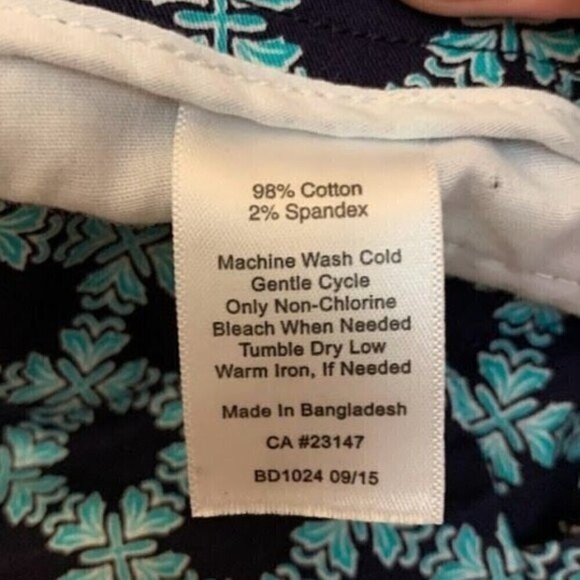 98% Cotton
2% Spandex
Machine Wash Cold
Gentle Cycle
Only Non-Chlorine
Bleach When Needed
Tumble Dry Low
Warm Iron, If Needed
Made In Bangladesh
CA #23147
BD1024 09/15